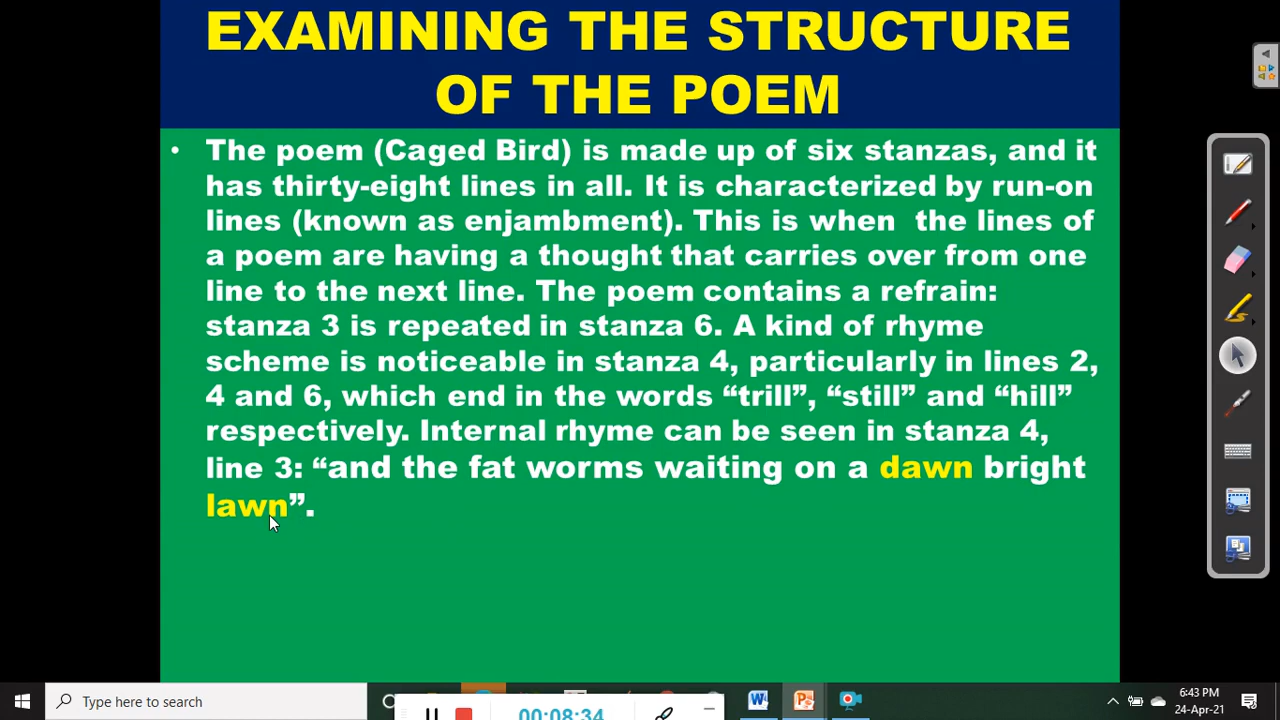 EXAMINING THE STRUCTURE
OF THE POEM
• The poem (Caged Bird) is made up of six stanzas, and it
has thirty-eight lines in all. It is characterized by run-on
lines (known as enjambment). This is when  the lines of
a poem are having a thought that carries over from one
line to the next line. The poem contains a refrain:
stanza 3 is repeated in stanza 6. A kind of rhyme
scheme is noticeable in stanza 4, particularly in lines 2,
4 and 6, which end in the words “trill”, “still” and “hill”
respectively. Internal rhyme can be seen in stanza 4,
line 3: “and the fat worms waiting on a dawn bright
lawn”.
Type here to search
00:08:34
6:43 PM
24-Apr-21